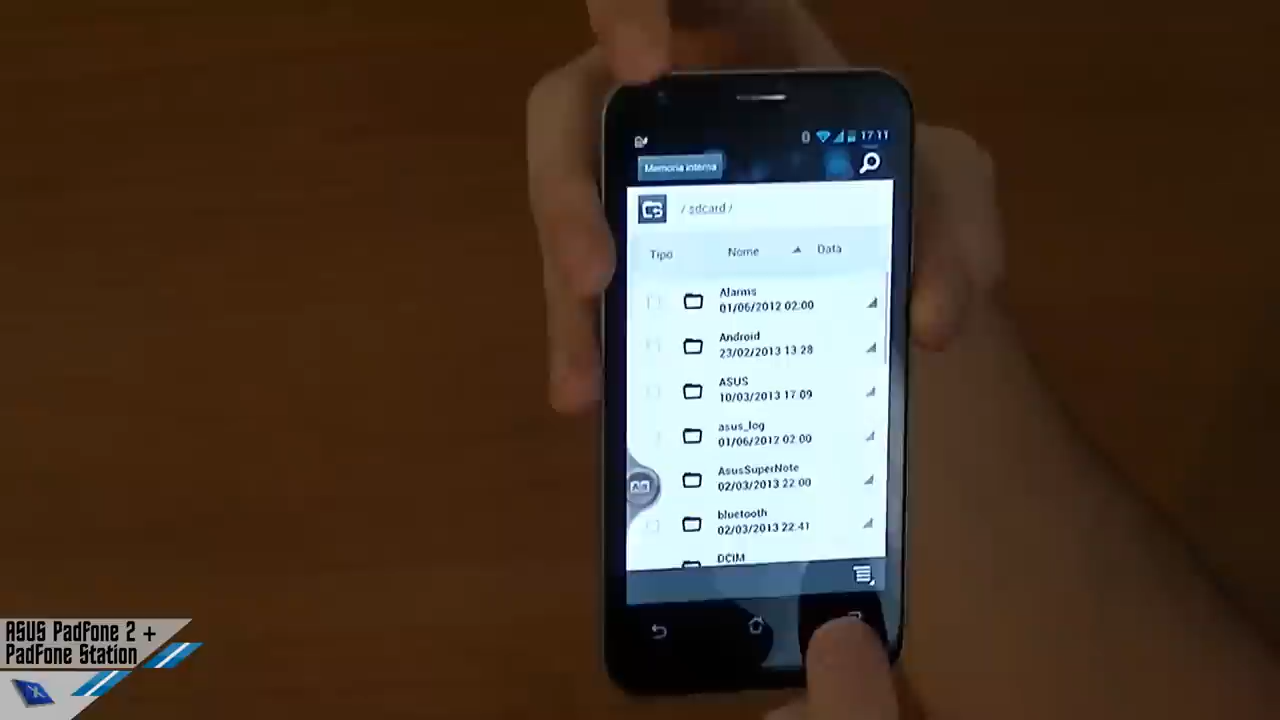 17:11
Memoria interna
/ sdcard /
Tipo Nome Data
Alarms
01/06/2012 02:00
Android
23/02/2013 13:28
ASUS
10/03/2013 17:09
asus_log
01/06/2012 02:00
AsusSuperNote
02/03/2013 22:00
bluetooth
02/03/2013 22:41
DCIM
ASUS PadFone 2 +
PadFone Station
X